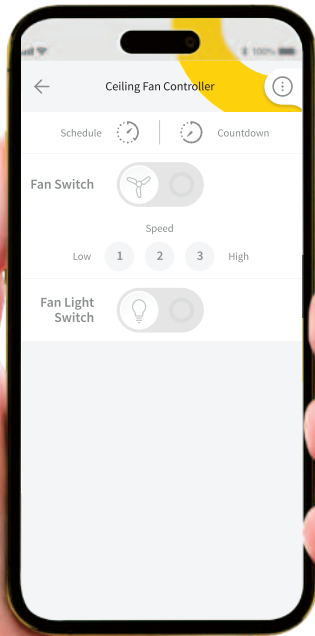 100%
Ceiling Fan Controller
Schedule Countdown
Fan Switch
Speed
Low 1 2 3 High
Fan Light
Switch